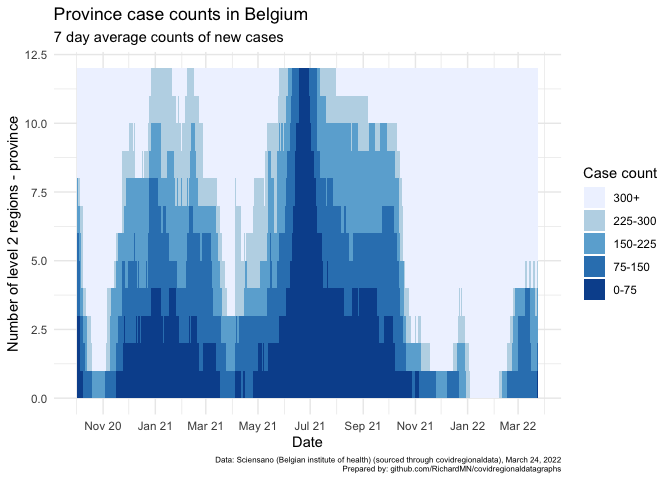 Province case counts in Belgium
7 day average counts of new cases
Number of level 2 regions - province
12.5
10.0
7.5
5.0
2.5
0.0
Nov 20 Jan 21 Mar 21 May 21 Jul 21 Sep 21 Nov 21 Jan 22 Mar 22
Date
Case count
300+
225-300
150-225
75-150
0-75
Data: Sciensano (Belgian institute of health) (sourced through covidregionaldata), March 24, 2022
Prepared by: github.com/RichardMN/covidregionaldatagraphs